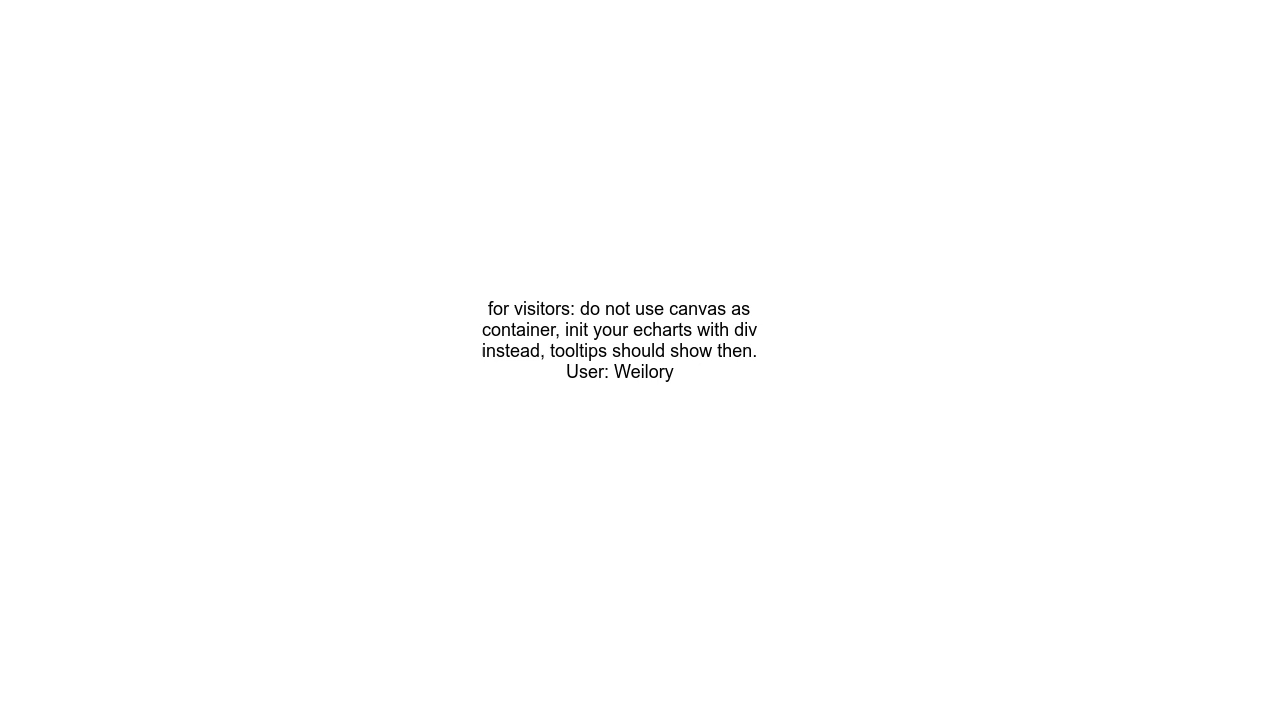 for visitors: do not use canvas as
container, init your echarts with div
instead, tooltips should show then.
User: Weilory